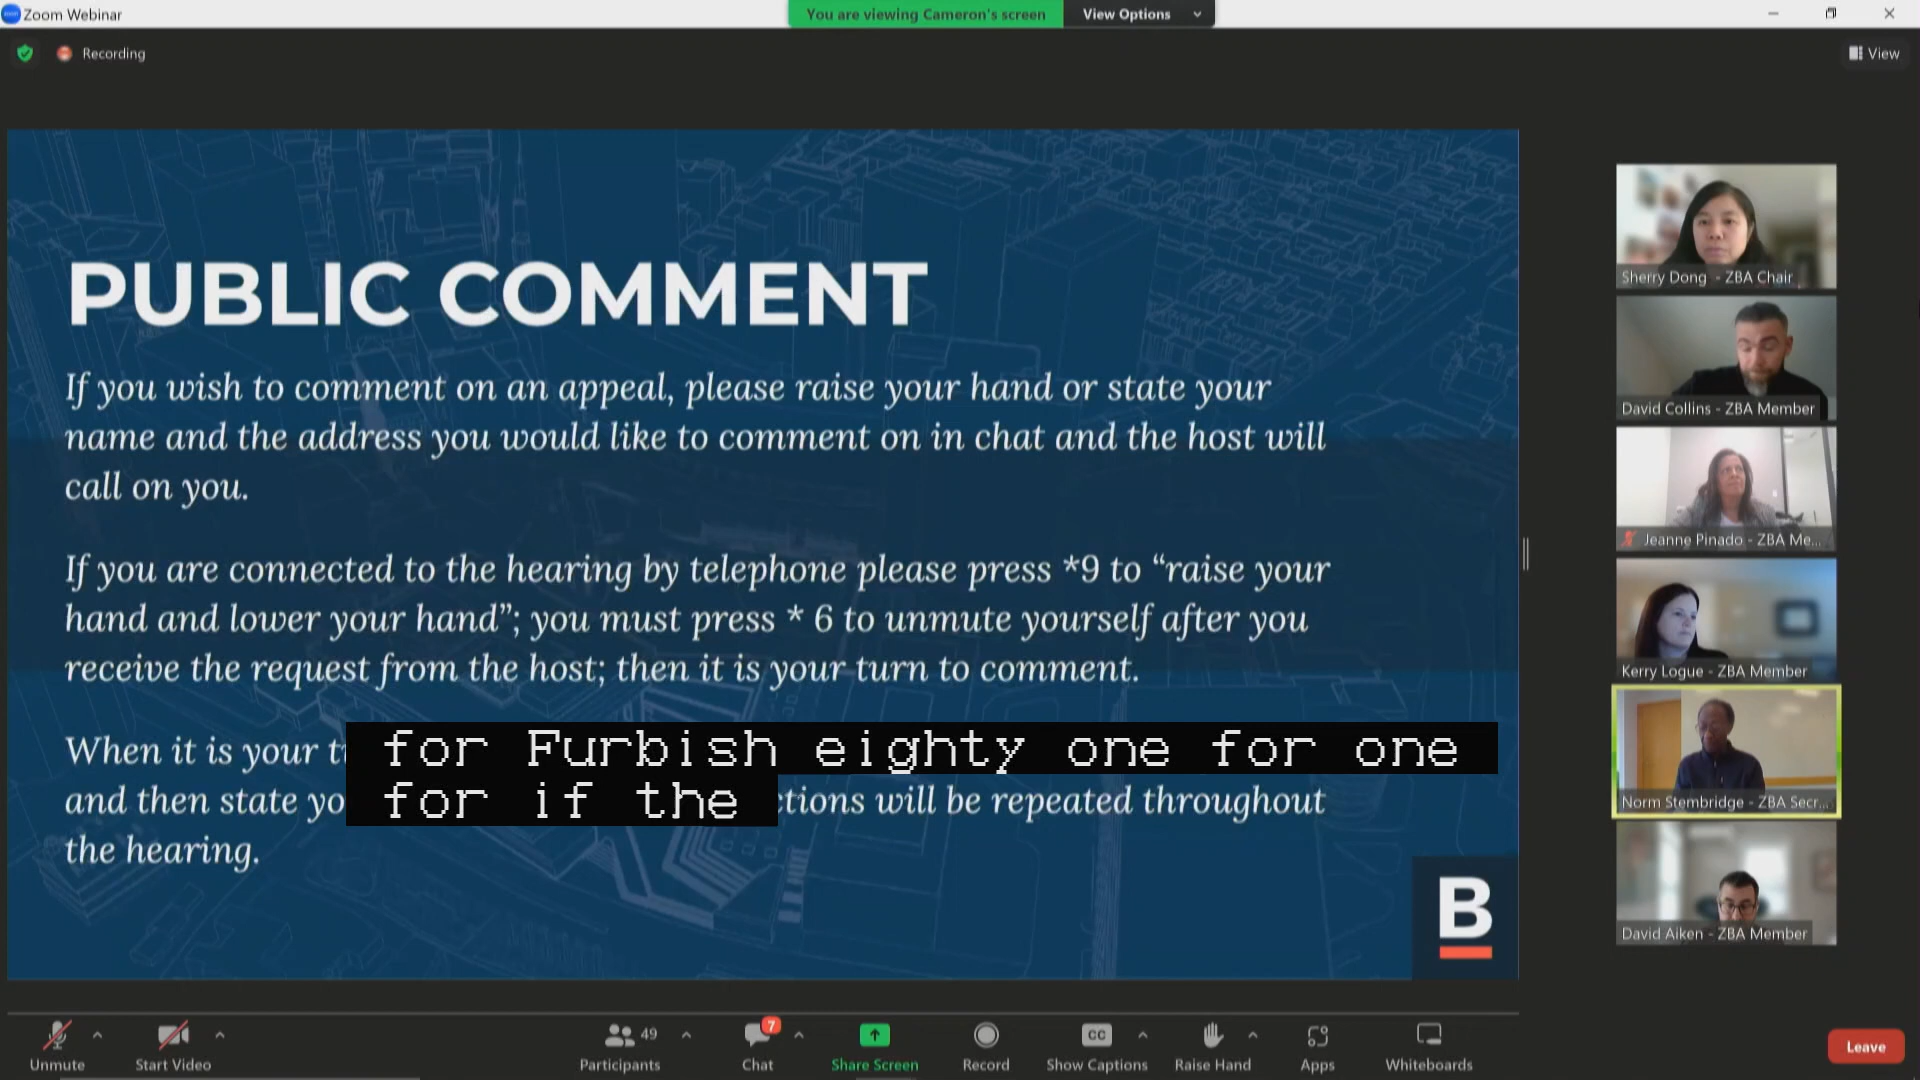 Zoom Webinar
You are viewing Cameron's screen
View Options
Recording
View
PUBLIC COMMENT
If you wish to comment on an appeal, please raise your hand or state your
name and the address you would like to comment on in chat and the host will
call on you.
If you are connected to the hearing by telephone please press *9 to “raise your
hand and lower your hand”; you must press * 6 to unmute yourself after you
receive the request from the host; then it is your turn to comment.
When it is your
and then state
ctions will be repeated throughout
the hearing.
for Furbish eighty one for one
for if the
B
Sherry Dong - ZBA Chair
David Collins - ZBA Member
Jeanne Pinado - ZBA Me...
Kerry Logue - ZBA Member
Norm Stembridge - ZBA Secr...
David Aiken - ZBA Member
Unmute
Start Video
49
Participants
7
Chat
Share Screen
Record
CC
Show Captions
Raise Hand
Apps
Whiteboards
Leave